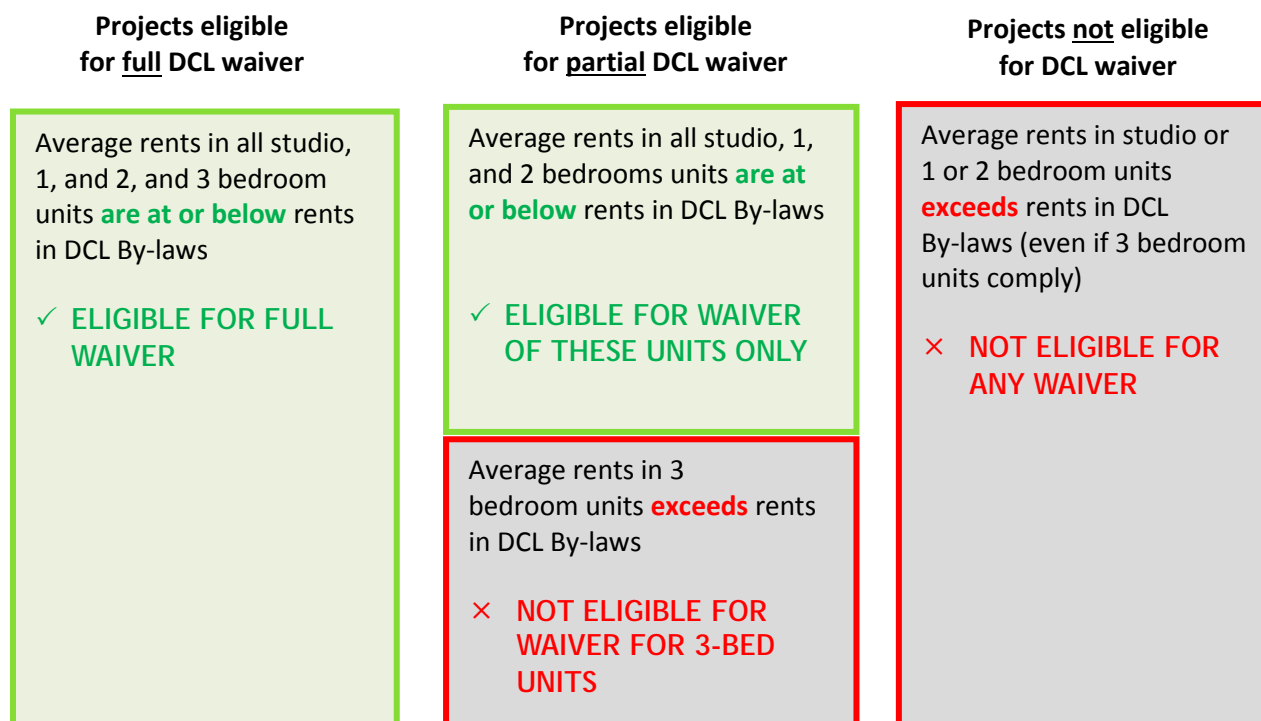 Projects eligible
for full DCL waiver
Average rents in all studio,
1, and 2, and 3 bedroom
units are at or below rents
in DCL By-laws
✓ ELIGIBLE FOR FULL
WAIVER
Projects eligible
for partial DCL waiver
Average rents in all studio, 1,
and 2 bedrooms units are at
or below rents in DCL By-laws
✓ ELIGIBLE FOR WAIVER
OF THESE UNITS ONLY
Average rents in 3
bedroom units exceeds rents
in DCL By-laws
× NOT ELIGIBLE FOR
WAIVER FOR 3-BED
UNITS
Projects not eligible
for DCL waiver
Average rents in studio or
1 or 2 bedroom units
exceeds rents in DCL
By-laws (even if 3 bedroom
units comply)
× NOT ELIGIBLE FOR
ANY WAIVER